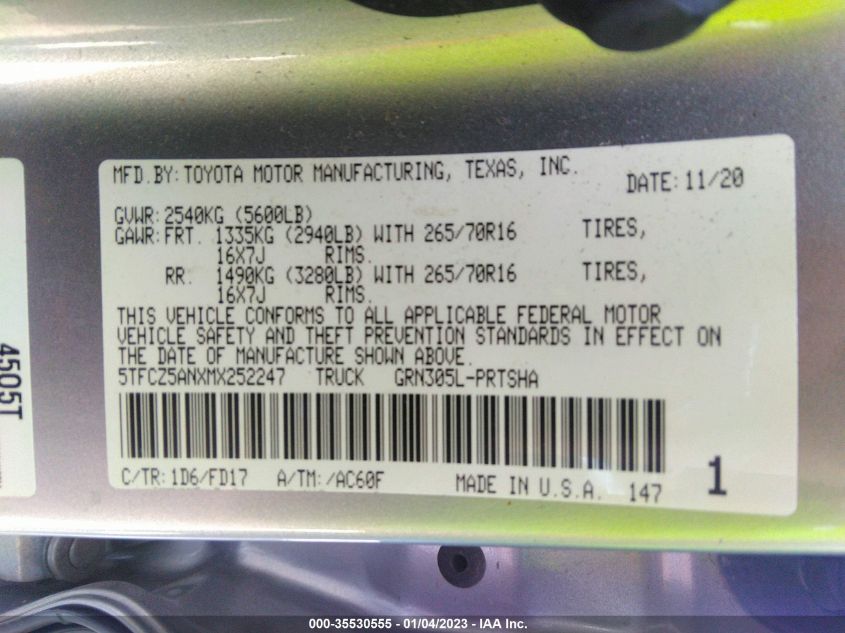 MFD.BY: TOYOTA MOTOR MANUFACTURING, TEXAS, INC. DATE: 11/20
GVWR: 2540KG (5600LB)
GAWR: FRT. 1335KG (2940LB) WITH 265/70R16 TIRES,
16X7J RIMS.
RR. 1490KG (3280LB) WITH 265/70R16 TIRES,
16X7J RIMS.
THIS VEHICLE CONFORMS TO ALL APPLICABLE FEDERAL MOTOR
VEHICLE SAFETY AND THEFT PREVENTION STANDARDS IN EFFECT ON
THE DATE OF MANUFACTURE SHOWN ABOVE.
5TFCZ5ANXMX252247 TRUCK GRN305L-PRTSHA
C/TR: 1D6/FD17 A/TM: /AC60F MADE IN U.S.A. 147 1
4505T
000-35530555 - 01/04/2023 - IAA Inc.